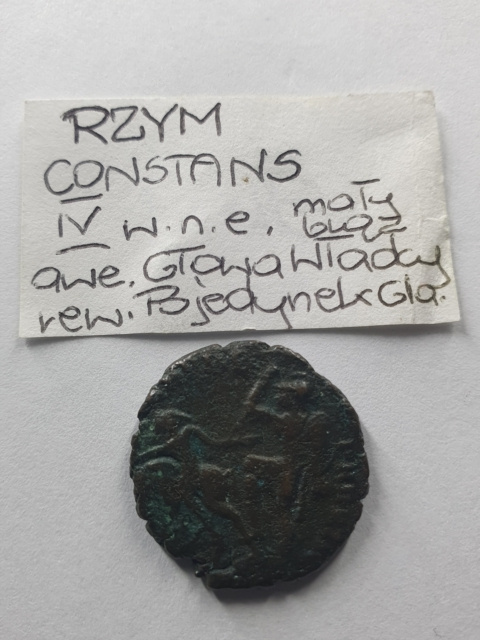 RZYM
CONSTANS
IV w.n.e. mały brąz
awe. Głowa Władcy
rew. Pojedynek Gla.